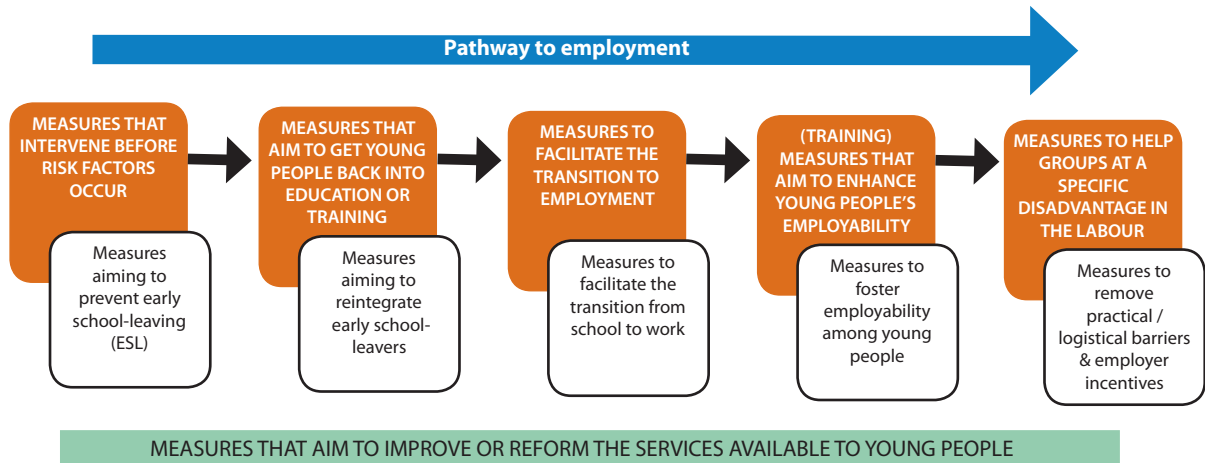 Pathway to employment
MEASURES THAT
INTERVENE BEFORE
RISK FACTORS
OCCUR
Measures
aiming to
prevent early
school-leaving
(ESL)
MEASURES THAT
AIM TO GET YOUNG
PEOPLE BACK INTO
EDUCATION OR
TRAINING
Measures
aiming to
reintegrate
early school-
leavers
MEASURES TO
FACILITATE THE
TRANSITION TO
EMPLOYMENT
Measures to
facilitate the
transition from
school to work
(TRAINING)
MEASURES THAT
AIM TO ENHANCE
YOUNG PEOPLE'S
EMPLOYABILITY
Measures to
foster
employability
among young
people
MEASURES TO HELP
GROUPS AT A
SPECIFIC
DISADVANTAGE IN
THE LABOUR
Measures to
remove
practical /
logistical barriers
& employer
incentives
MEASURES THAT AIM TO IMPROVE OR REFORM THE SERVICES AVAILABLE TO YOUNG PEOPLE